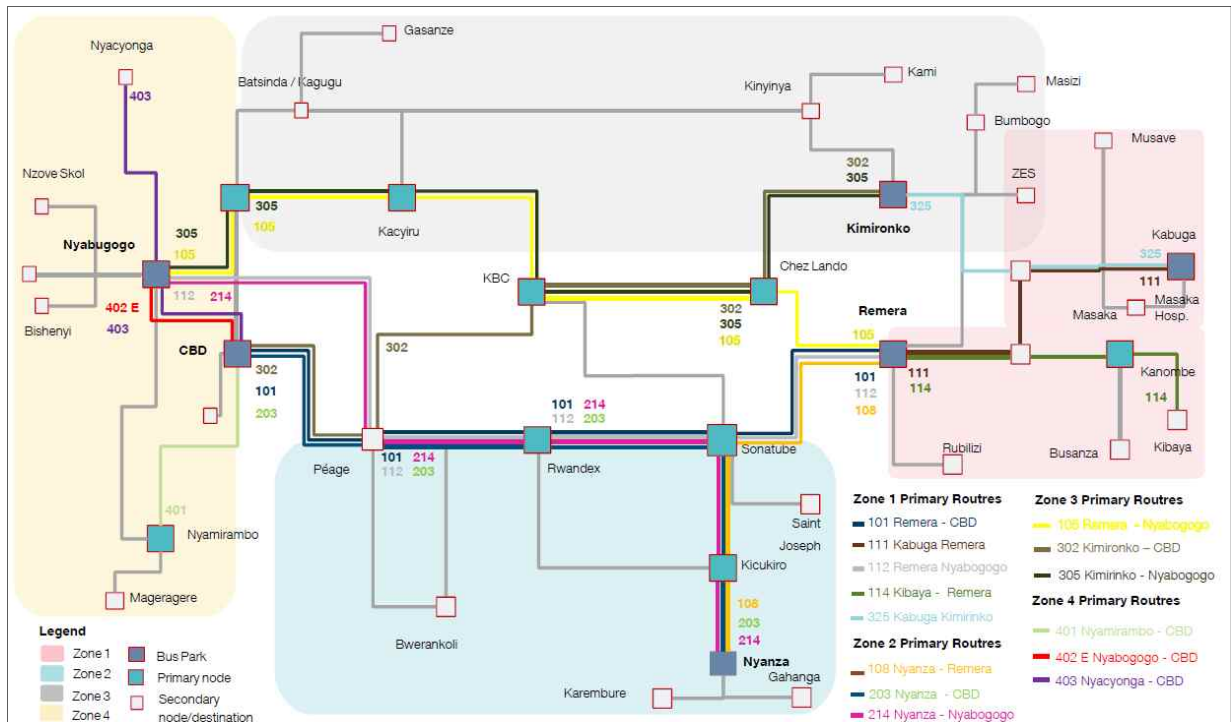 Gasanze
Nyacyonga
Batsinda / Kagugu
Kinyinya
Kami
Masizi
403
Bumbogo
Musave
Nzove Skol
302
305
ZES
305
105
325
Kabuga
Nyabugogo
305
105
Kacyiru
Kimironko
325
111
KBC
Chez Lando
112
214
402 E
403
Bishenyi
302
305
105
Remera
Masaka
Masaka
Hosp.
CBD
302
105
302
101
203
101
112
108
111
114
Kanombe
114
101 214
112 203
Péage
101 214
112 203
Rwandex
Sonatube
Rubilizi
Busanza
Kibaya
401
Nyamirambo
Saint
Joseph
Kicukiro
Mageragere
Bwerankoli
108
203
214
Nyanza
Karembure
Gahanga
Legend
Zone 1
Zone 2
Zone 3
Zone 4
Bus Park
Primary node
Secondary
node/destination
Zone 1 Primary Routres
101 Remera - CBD
111 Kabuga Remera
112 Remera Nyabogogo
114 Kibaya - Remera
325 Kabuga Kimirinko
Zone 2 Primary Routres
108 Nyanza - Remera
203 Nyanza - CBD
214 Nyanza - Nyabogogo
Zone 3 Primary Routres
105 Remera - Nyabogogo
302 Kimironko – CBD
305 Kimirinko - Nyabogogo
Zone 4 Primary Routres
401 Nyamirambo - CBD
402 E Nyabogogo - CBD
403 Nyacyonga - CBD